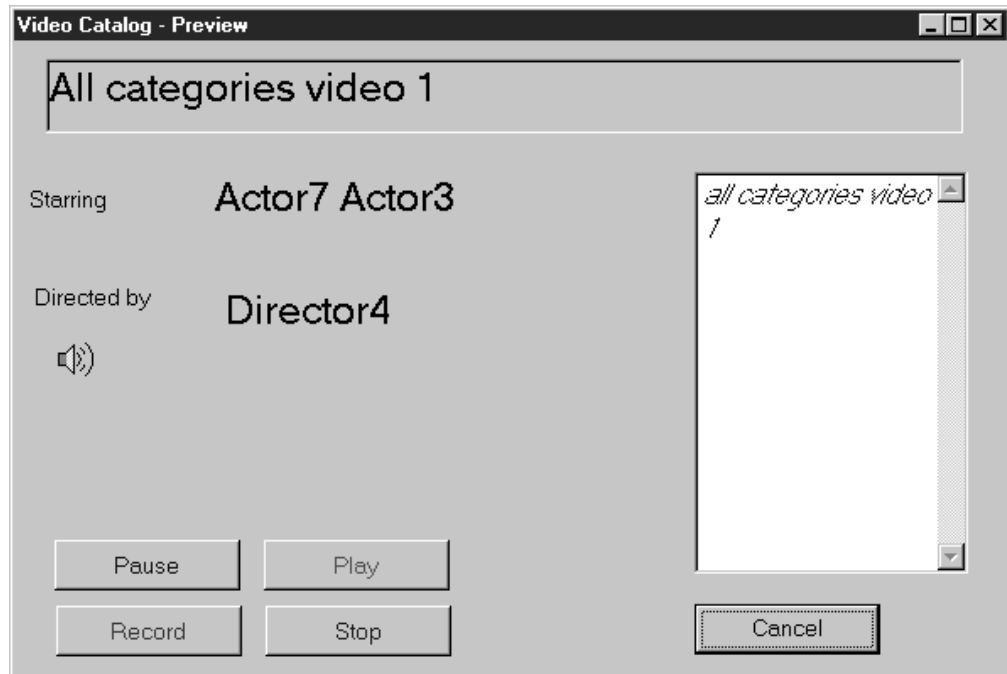 Video Catalog - Preview
All categories video 1
Starring
Actor7 Actor3
all categories video
1
Directed by
Director4
Pause
Play
Record
Stop
Cancel